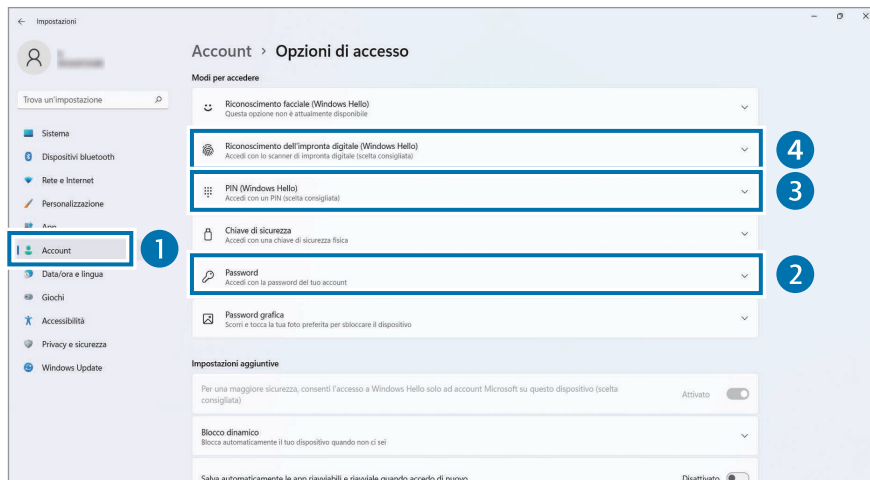 Impostazioni
Account > Opzioni di accesso
Modi per accedere
Trova un'impostazione
Sistema
Dispositivi bluetooth
Rete e Internet
Personalizzazione
App
Account
Data/ora e lingua
Giochi
Accessibilità
Privacy e sicurezza
Windows Update
1
Riconoscimento facciale (Windows Hello)
Questa opzione non è attualmente disponibile
Riconoscimento dell'impronta digitale (Windows Hello)
Accedi con lo scanner di impronta digitale (scelta consigliata)
4
PIN (Windows Hello)
Accedi con un PIN (scelta consigliata)
3
Chiave di sicurezza
Accedi con una chiave di sicurezza fisica
Password
Accedi con la password del tuo account
2
Password grafica
Scorri e tocca la tua foto preferita per sbloccare il dispositivo
Impostazioni aggiuntive
Per una maggiore sicurezza, consenti l'accesso a Windows Hello solo ad account Microsoft su questo dispositivo (scelta
consigliata)
Attivato
Blocco dinamico
Blocca automaticamente il tuo dispositivo quando non ci sei
Salva automaticamente le app riavviabili e riavviale quando accedo di nuovo
Disattivato